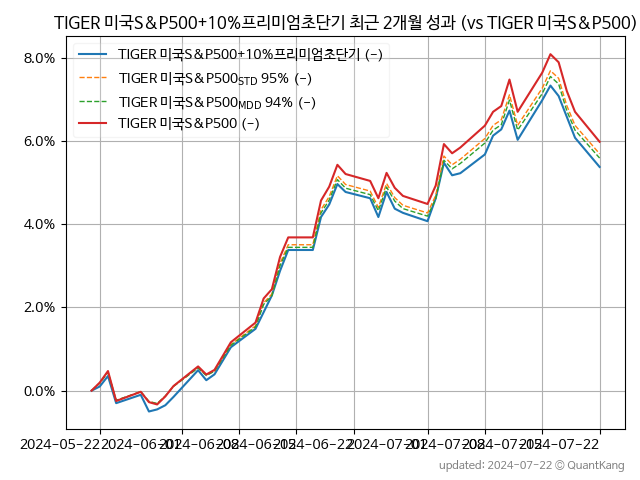 TIGER 미국S&P500+10%프리미엄초단기 최근 2개월 성과 (vs TIGER 미국S&P500)
TIGER 미국S&P500+10%프리미엄초단기 (-)
TIGER 미국S&P500STD 95% (-)
TIGER 미국S&P500MDD 94% (-)
TIGER 미국S&P500 (-)
8.0%
6.0%
4.0%
2.0%
0.0%
2024-05-22 2024-06-01 2024-06-08 2024-06-15 2024-06-22 2024-07-01 2024-07-08 2024-07-15 2024-07-22
updated: 2024-07-22 © QuantKang